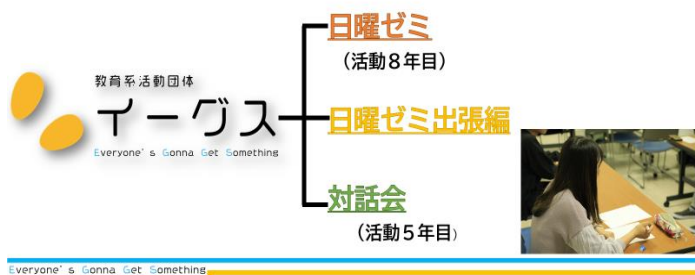 日曜ゼミ
(活動8年目)
教育系活動団体
イーグス
Everyone's Gonna Get Something
日曜ゼミ出張編
対話会
(活動5年目)
Everyone's Gonna Get Something